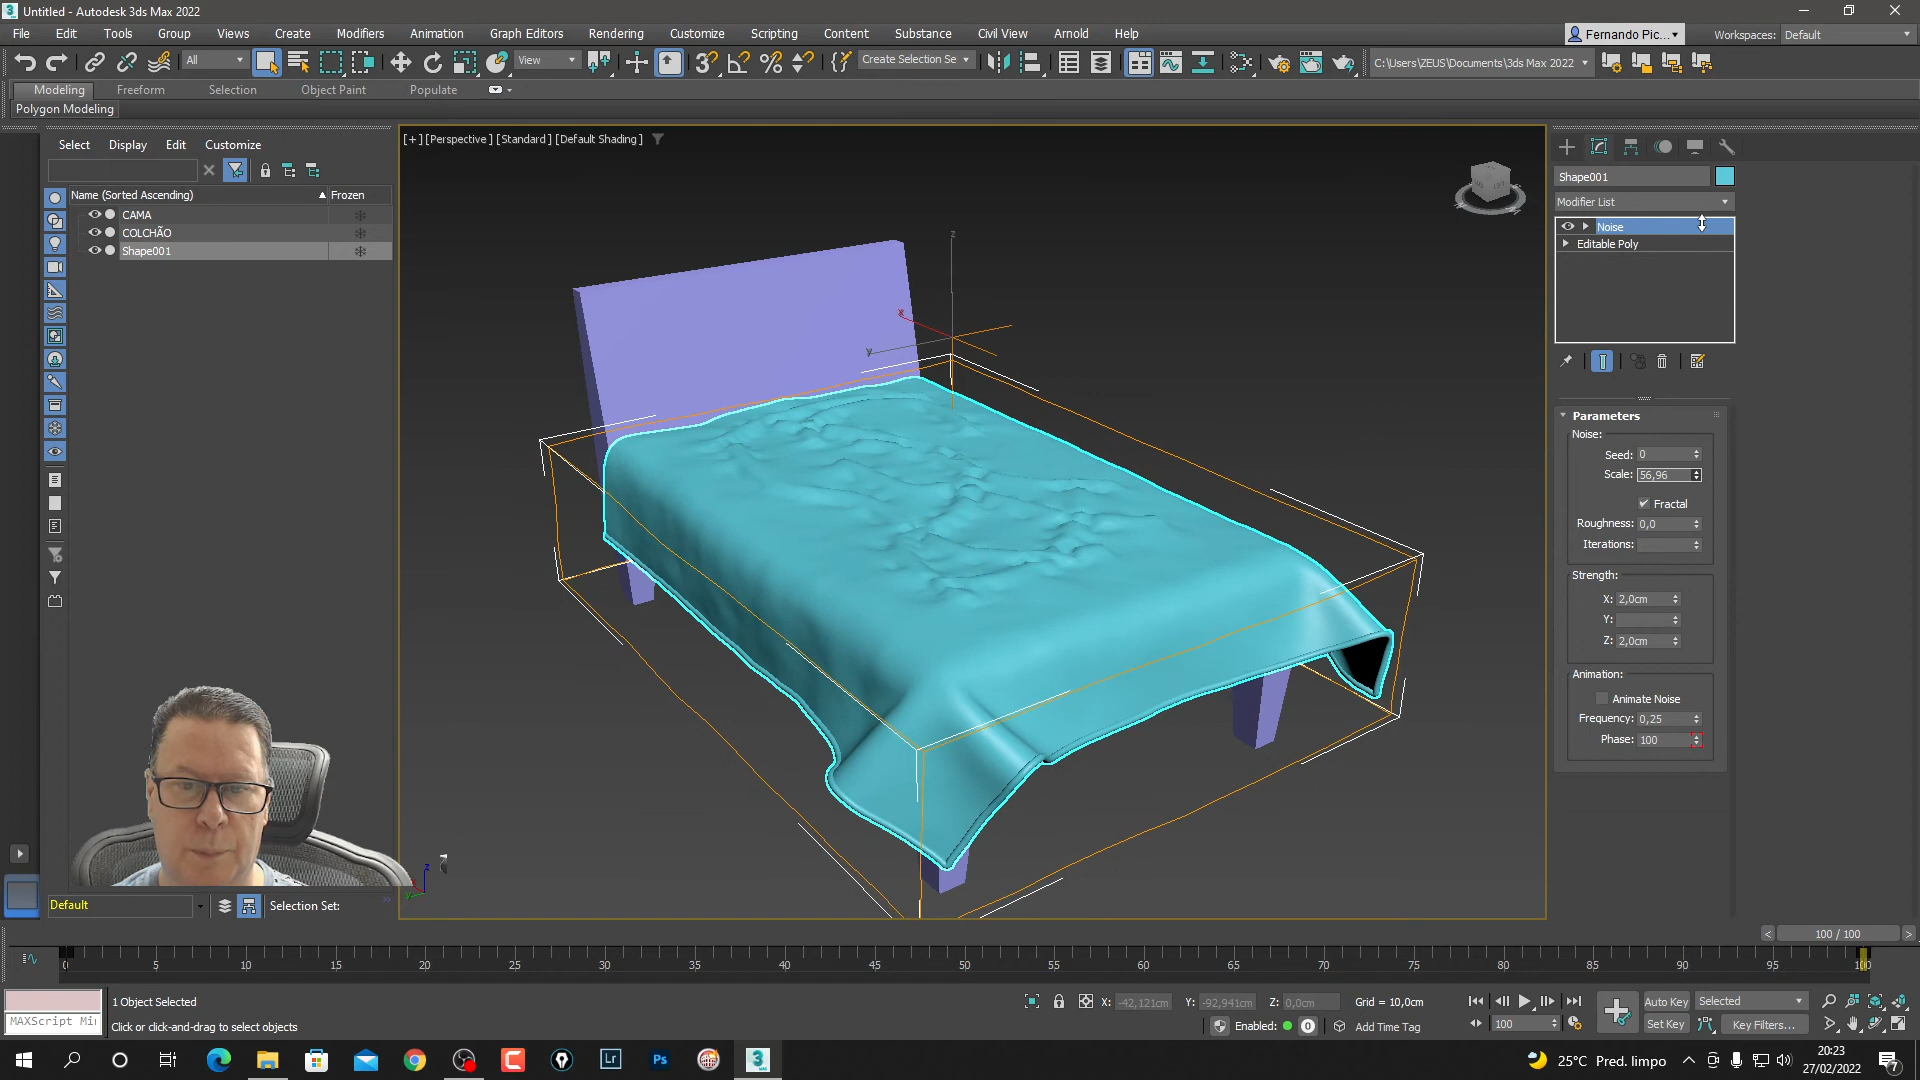 Untitled - Autodesk 3ds Max 2022
File Edit Tools Group Views Create Modifiers Animation Graph Editors Rendering Customize Scripting Content Substance Civil View Arnold Help
Fernando Pic...
Workspaces: Default
All
View
Create Selection Se
C:\Users\ZEUS\Documents\3ds Max 2022
Modeling Freeform Selection Object Paint Populate
Polygon Modeling
Select Display Edit Customize
[+] [Perspective] [Standard] [Default Shading]
Name (Sorted Ascending) Frozen
CAMA
COLCHÃO
Shape001
z
x
y
Shape001
Modifier List
Noise
Editable Poly
Parameters
Noise:
Seed: 0
Scale: 56,96
Fractal
Roughness: 0,0
Iterations:
Strength:
X: 2,0cm
Y:
Z: 2,0cm
Animation:
Animate Noise
Frequency: 0,25
Phase: 100
z
Default
Selection Set:
< 100 / 100 >
0 5 10 15 20 25 30 35 40 45 50 55 60 65 70 75 80 85 90 95 100
1 Object Selected
X: -42,121cm Y: -92,941cm Z: 0,0cm Grid = 10,0cm
Auto Key Selected
MAXScript Mi
Click or click-and-drag to select objects
Enabled: 0 Add Time Tag
100
Set Key Key Filters...
Lr
Ps
3
25°C Pred. limpo
20:23
27/02/2022
7